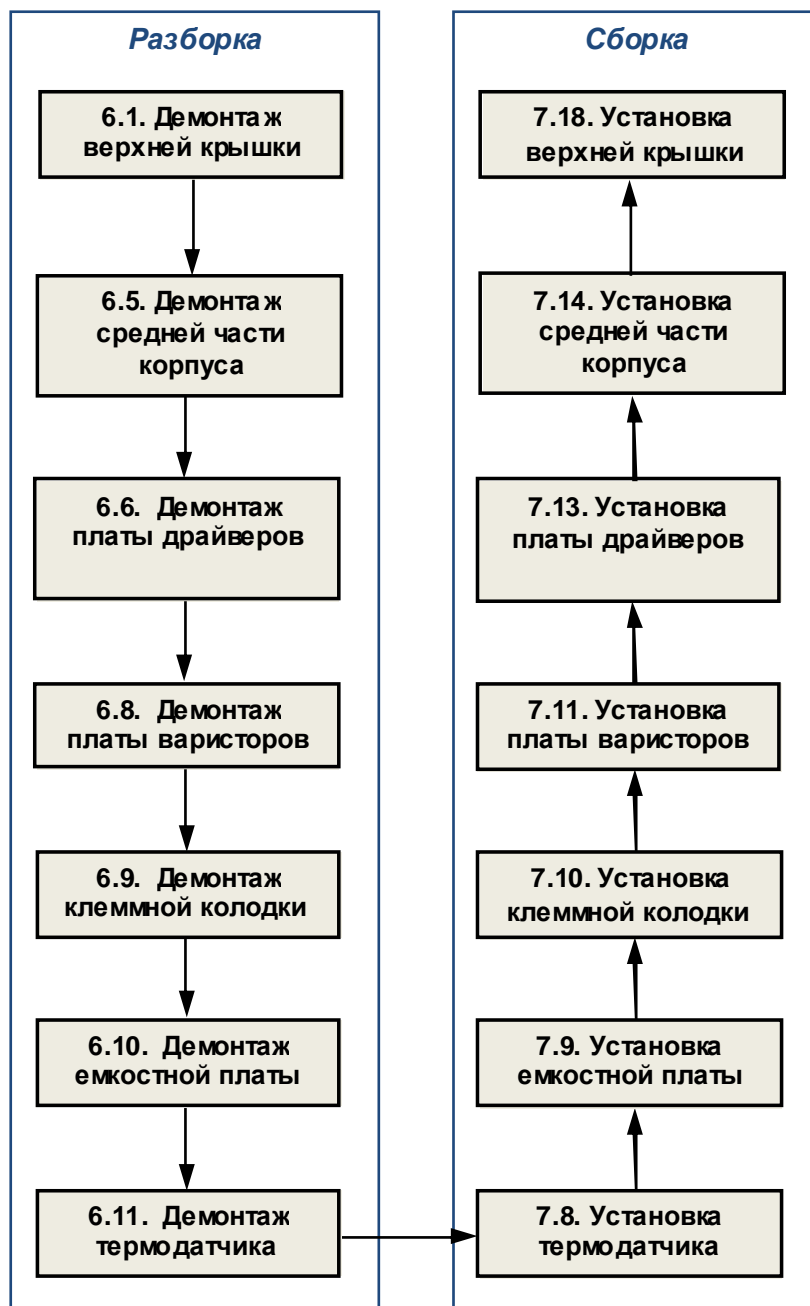 Разборка
6.1. Демонтаж
верхней крышки
6.5. Демонтаж
средней части
корпуса
6.6. Демонтаж
платы драйверов
6.8. Демонтаж
платы варисторов
6.9. Демонтаж
клеммной колодки
6.10. Демонтаж
емкостной платы
6.11. Демонтаж
термодатчика
Сборка
7.18. Установка
верхней крышки
7.14. Установка
средней части
корпуса
7.13. Установка
платы драйверов
7.11. Установка
платы варисторов
7.10. Установка
клеммной колодки
7.9. Установка
емкостной платы
7.8. Установка
термодатчика